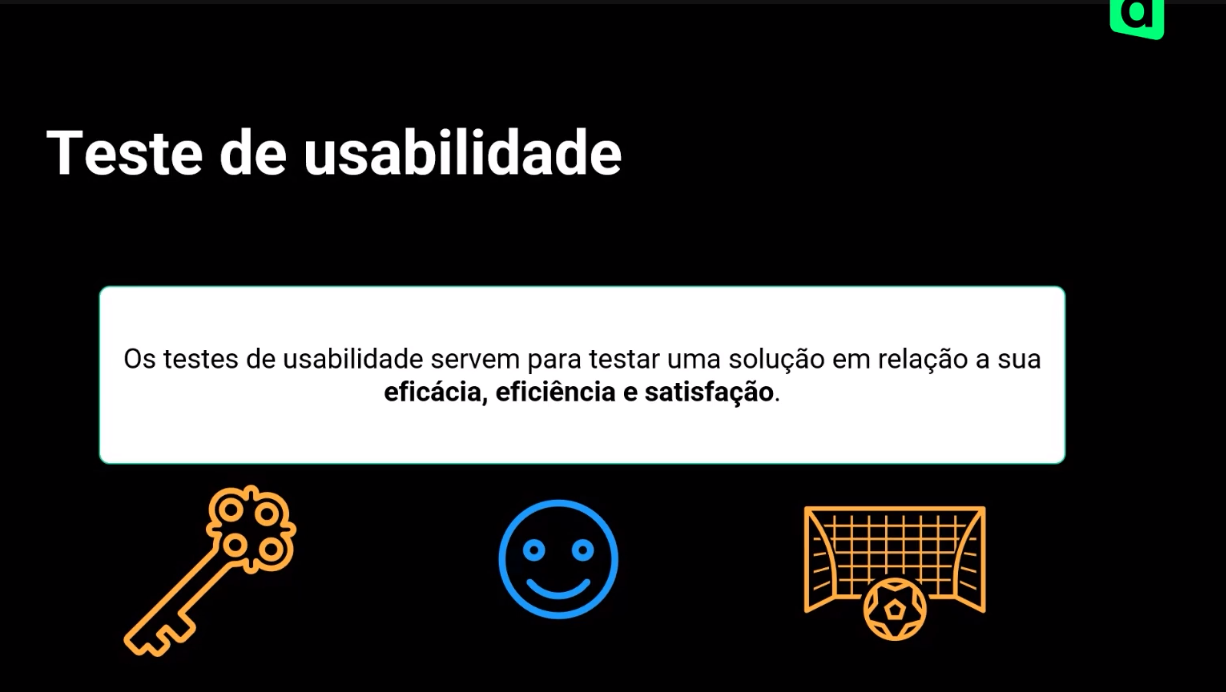 a
Teste de usabilidade
Os testes de usabilidade servem para testar uma solução em relação a sua
eficácia, eficiência e satisfação.